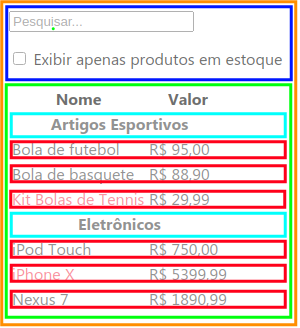 Pesquisar...
Exibir apenas produtos em estoque
Nome Valor
Artigos Esportivos
Bola de futebol R$ 95,00
Bola de basquete R$ 88,90
Kit Bolas de Tennis R$ 29,99
Eletrônicos
iPod Touch R$ 750,00
iPhone X R$ 5399,99
Nexus 7 R$ 1890,99